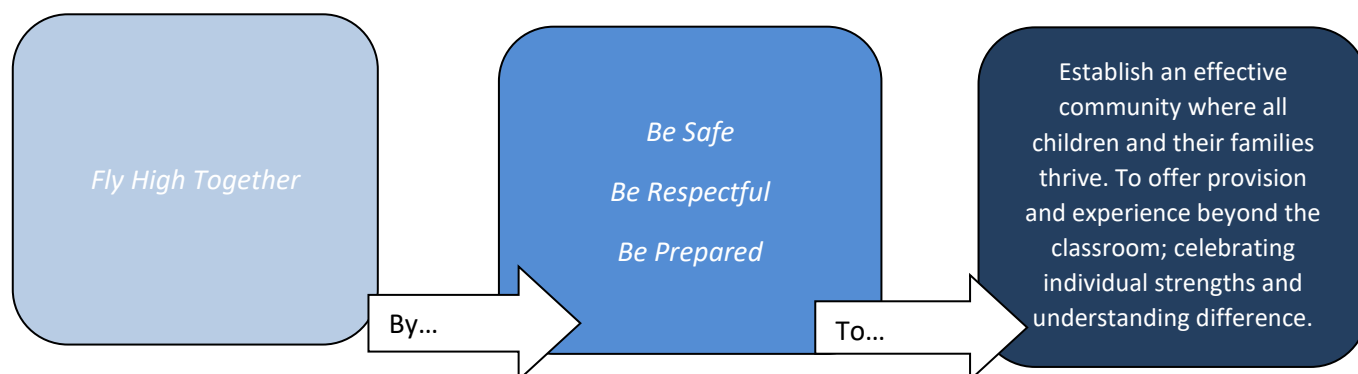 Fly High Together
By...
Be Safe
Be Respectful
Be Prepared
To...
Establish an effective
community where all
children and their families
thrive. To offer provision
and experience beyond the
classroom; celebrating
individual strengths and
understanding difference.